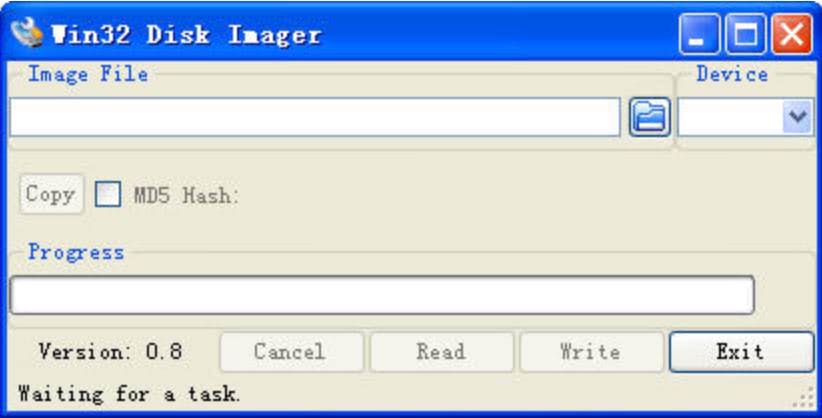 Win32 Disk Imager
Image File
Device
Copy
MD5 Hash:
Progress
Version: 0.8
Cancel
Read
Write
Exit
Waiting for a task.